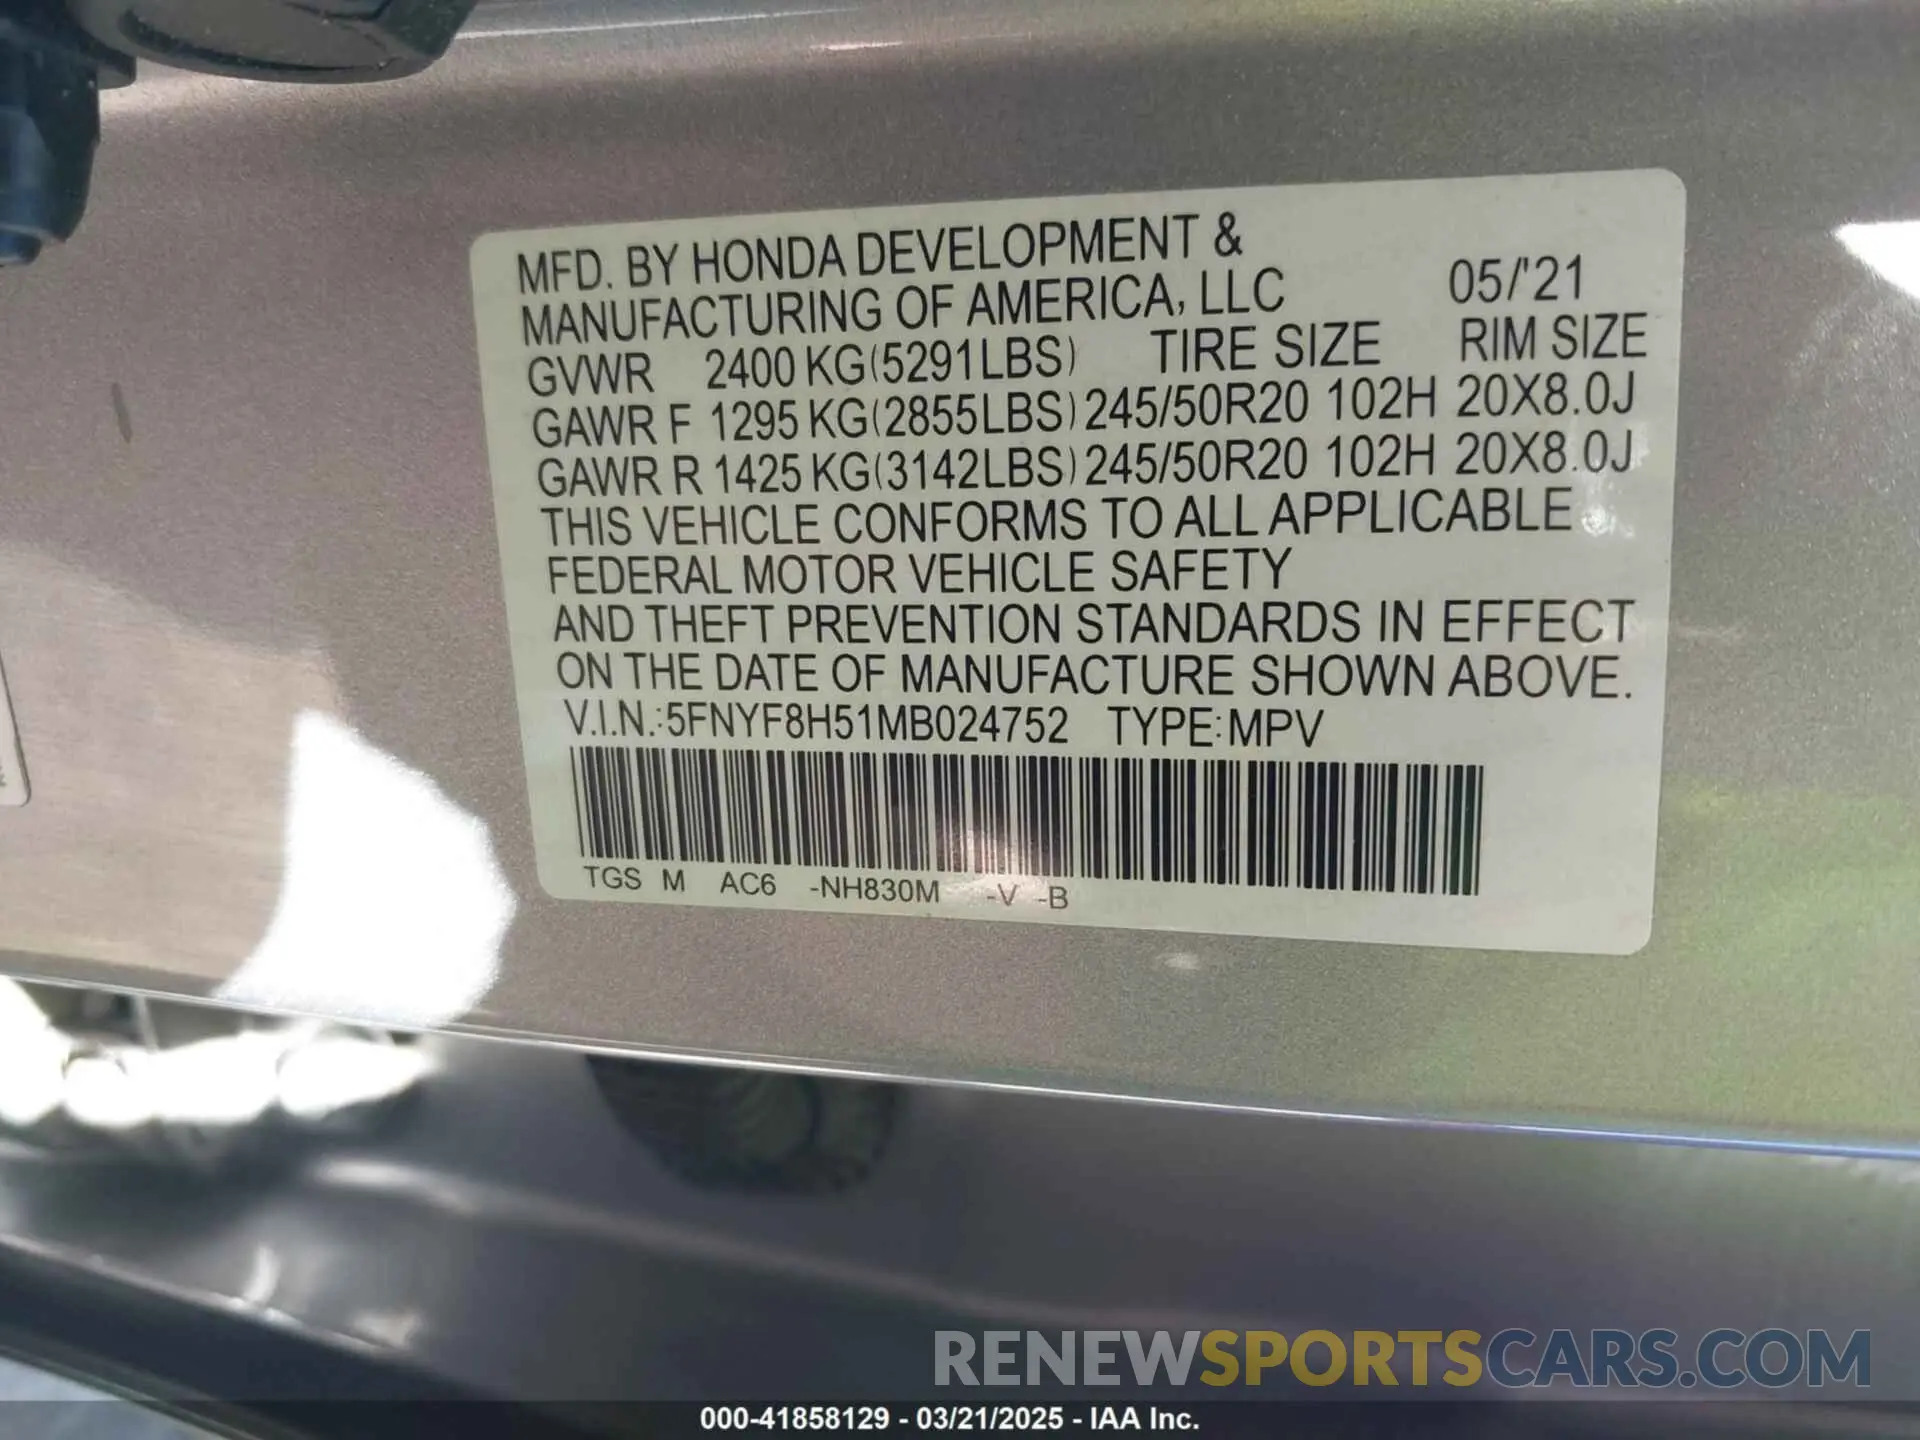 MFD. BY HONDA DEVELOPMENT &
MANUFACTURING OF AMERICA, LLC 05/'21
GVWR 2400 KG(5291LBS) TIRE SIZE RIM SIZE
GAWR F 1295 KG(2855LBS) 245/50R20 102H 20X8.0J
GAWR R 1425 KG(3142LBS) 245/50R20 102H 20X8.0J
THIS VEHICLE CONFORMS TO ALL APPLICABLE
FEDERAL MOTOR VEHICLE SAFETY
AND THEFT PREVENTION STANDARDS IN EFFECT
ON THE DATE OF MANUFACTURE SHOWN ABOVE.
V.I.N.:5FNYF8H51MB024752 TYPE:MPV
TGS M AC6 -NH830M -V -B
RENEWSPORTSCARS.COM
000-41858129 - 03/21/2025 - IAA Inc.